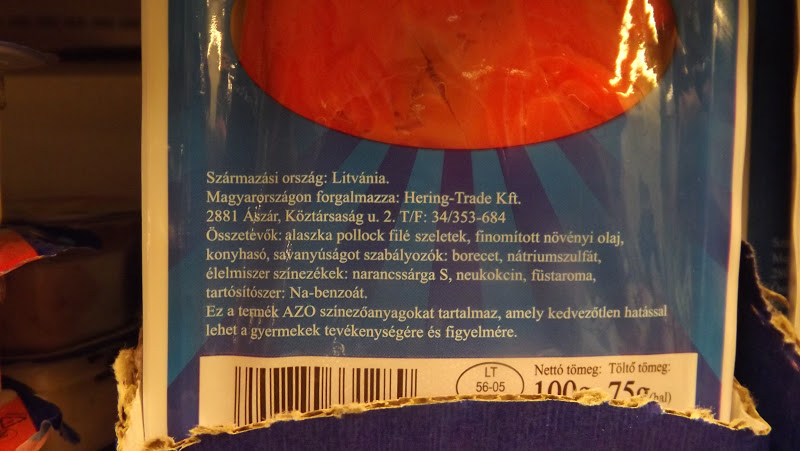 Származási ország: Litvánia.
Magyarországon forgalmazza: Hering-Trade Kft.
2881 Ászár, Köztársaság u. 2. T/F: 34/353-684
Összetevők: alaszka pollock filé szeletek, finomított növényi olaj,
konyhasó, savanyúságot szabályozók: borecet, nátriumszulfát,
élelmiszer színezékek: narancssárga S, neukokcin, füstaroma,
tartósítószer: Na-benzoát.
Ez a termék AZO színezőanyagokat tartalmaz, amely kedvezőtlen hatással
lehet a gyermekek tevékenységére és figyelmére.
LT
56-05
Nettó tömeg: Töltő tömeg:
100g 75g (hal)